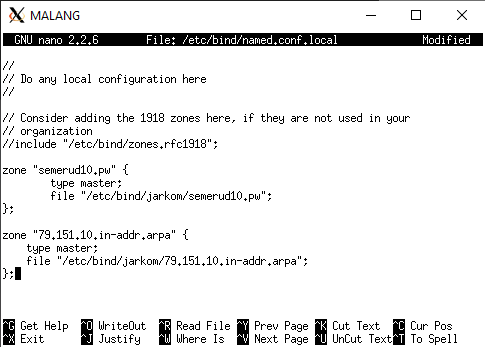 MALANG
GNU nano 2.2.6 File: /etc/bind/named.conf.local Modified
//
// Do any local configuration here
//
// Consider adding the 1918 zones here, if they are not used in your
// organization
//include "/etc/bind/zones.rfc1918";
zone "semerud10.pw" {
type master;
file "/etc/bind/jarkom/semerud10.pw";
};
zone "79.151.10.in-addr.arpa" {
type master;
file "/etc/bind/jarkom/79.151.10.in-addr.arpa";
};
^G Get Help ^O WriteOut ^R Read File ^Y Prev Page ^K Cut Text ^C Cur Pos
^X Exit ^J Justify ^W Where Is ^V Next Page ^U UnCut Text ^T To Spell